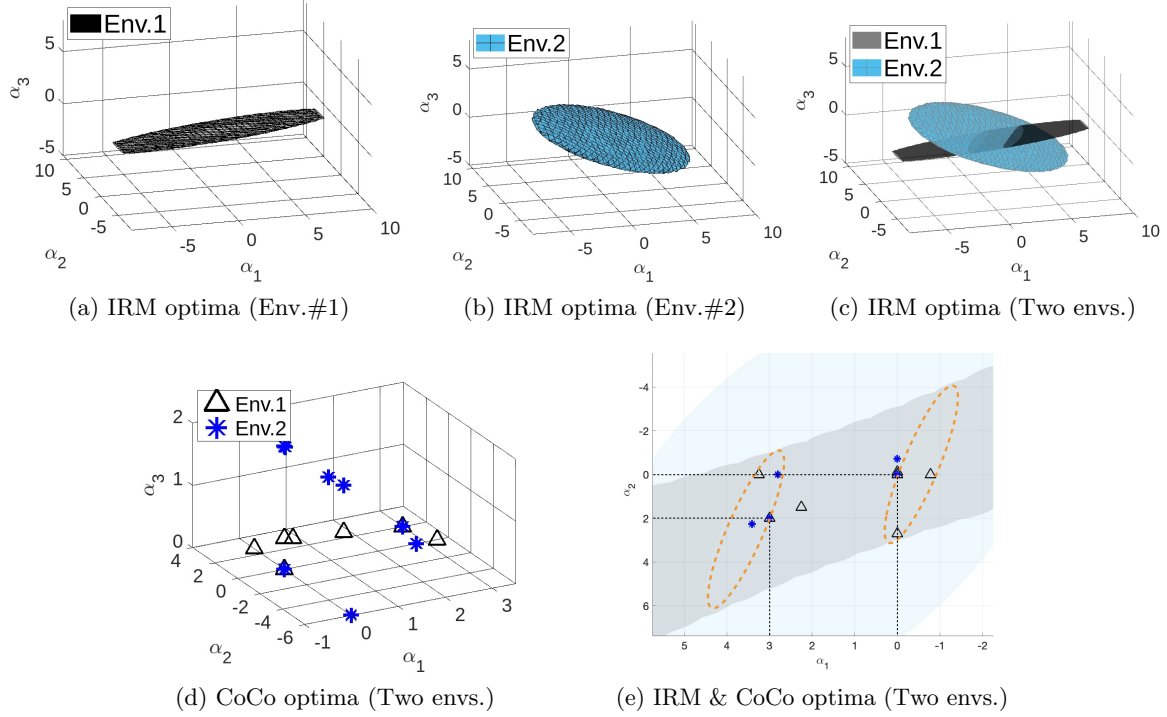 Env.1
5
0
-5
α3
10
5
0
-5
α2
-5
0
5
10
α1
(a) IRM optima (Env.#1)
Env.2
5
0
-5
α3
10
5
0
-5
α2
-5
0
5
10
α1
(b) IRM optima (Env.#2)
Env.1
Env.2
5
0
-5
α3
10
5
0
-5
α2
-5
0
5
10
α1
(c) IRM optima (Two envs.)
Env.1
Env.2
2
1
0
α3
4
2
0
-2
-4
-6
α2
-1
0
1
2
3
α1
(d) CoCo optima (Two envs.)
-4
-2
0
2
4
6
α2
5
4
3
2
1
0
-1
-2
α1
(e) IRM & CoCo optima (Two envs.)